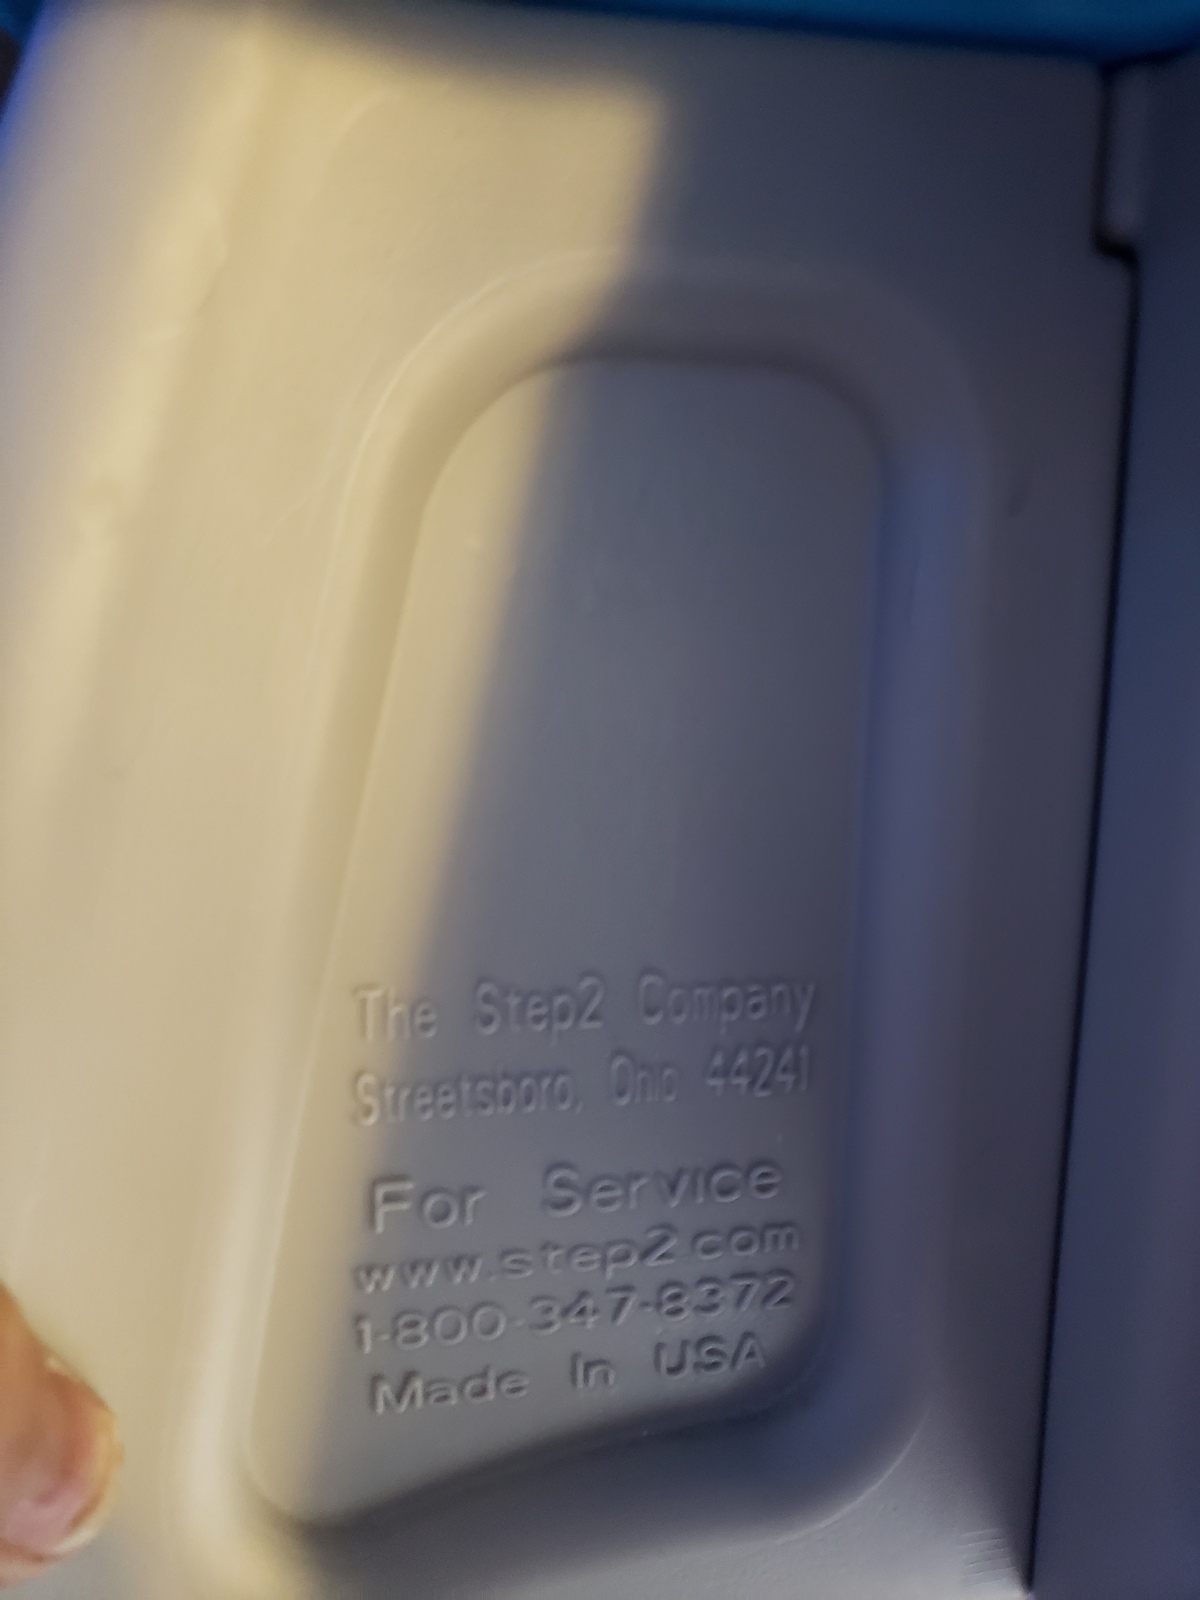 The Step2 Company
Streetsboro, Ohio 44241
For Service
www.step2.com
1-800-347-8372
Made In USA